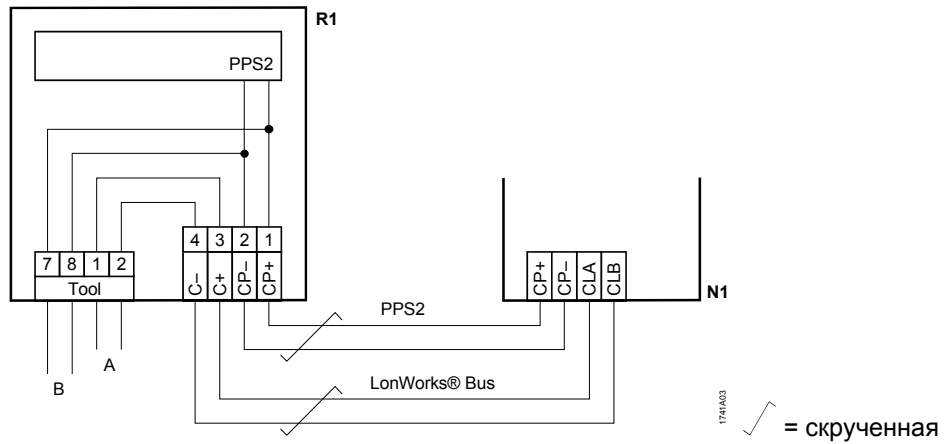 R1
PPS2
4 3 2 1
7 8 1 2
C– C+ CP– CP+
Tool
CP+ CP– CLA CLB
N1
PPS2
A
B
LonWorks® Bus
1741A03
= скрученная